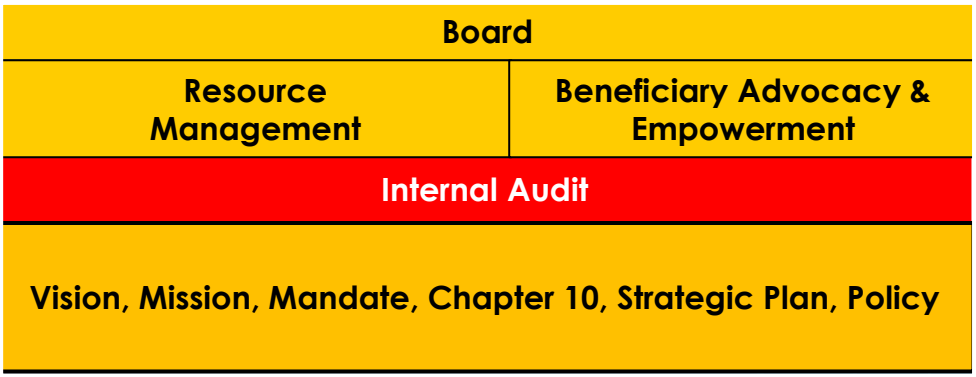 Board
Resource
Management
Beneficiary Advocacy &
Empowerment
Internal Audit
Vision, Mission, Mandate, Chapter 10, Strategic Plan, Policy